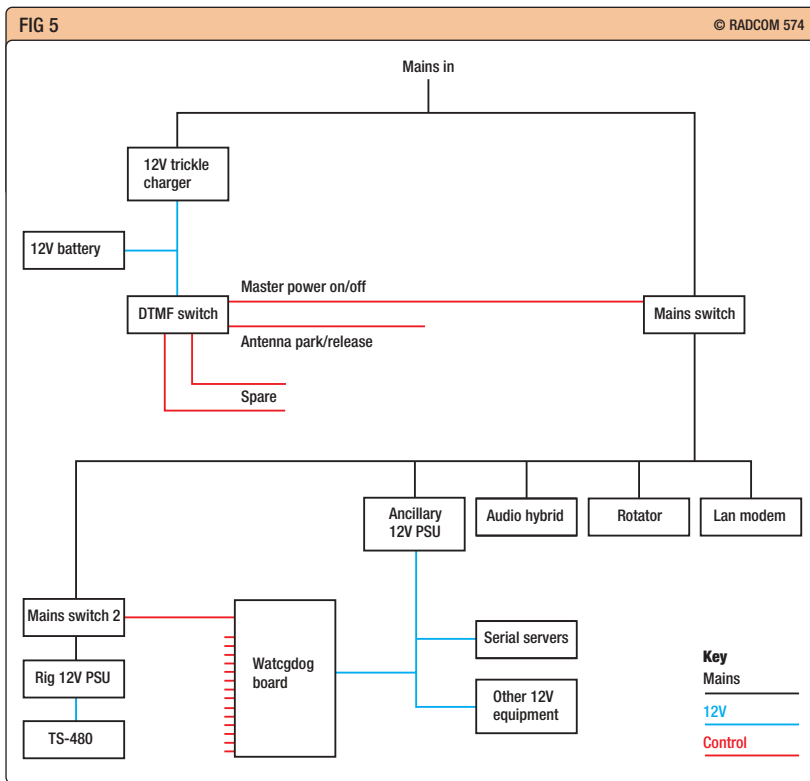 FIG 5
© RADCOM 574
Mains in
12V trickle
charger
12V battery
Master power on/off
DTMF switch
Mains switch
Antenna park/release
Spare
Ancillary
12V PSU
Audio hybrid
Rotator
Lan modem
Mains switch 2
Watcgdog
board
Serial servers
Rig 12V PSU
Other 12V
equipment
TS-480
Key
Mains
12V
Control